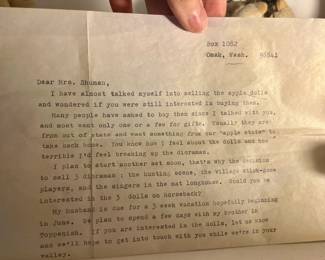 Box 1052
Omak, Wash. 98841
Dear Mrs. Shuman,
I have almost talked myself into selling the apple dolls
and wondered if you were still interested in buying them.
Many people have asked to buy them since I talked with you,
and most want only one or a few for gifts. Usually they are
from out of state and want something from our "apple state" to
take back home. You know how I feel about the dolls and how
terrible I'd feel breaking up the dioramas.
I plan to start another set soon, that's why the decision
to sell 3 dioramas : the hunting scene, the Village stick-game
players, and the singers in the mat longhouse. Could you be
interested in the 3 dolls on horseback?
My husband is due for a 3 week vacation hopefully beginning
in June. We plan to spend a few days with my brother in
Toppenish. If you are interested in the dolls, let us know
and we'll hope to get into touch with you while we're in your
valley.